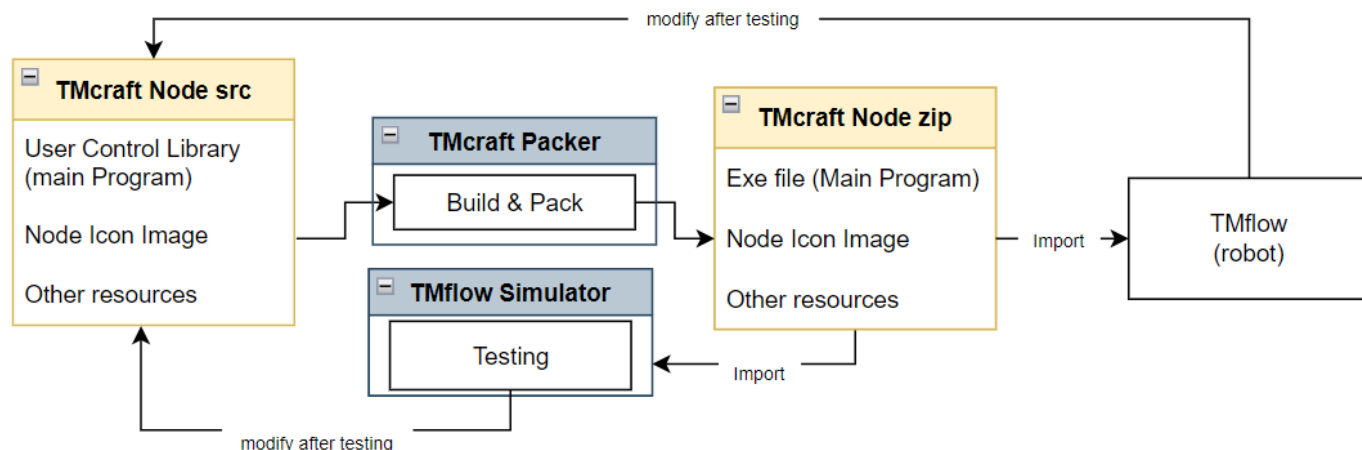 modify after testing
TMcraft Node src
User Control Library
(main Program)
Node Icon Image
Other resources
TMcraft Packer
Build & Pack
TMflow Simulator
Testing
TMcraft Node zip
Exe file (Main Program)
Node Icon Image
Other resources
Import
TMflow
(robot)
Import
modify after testing